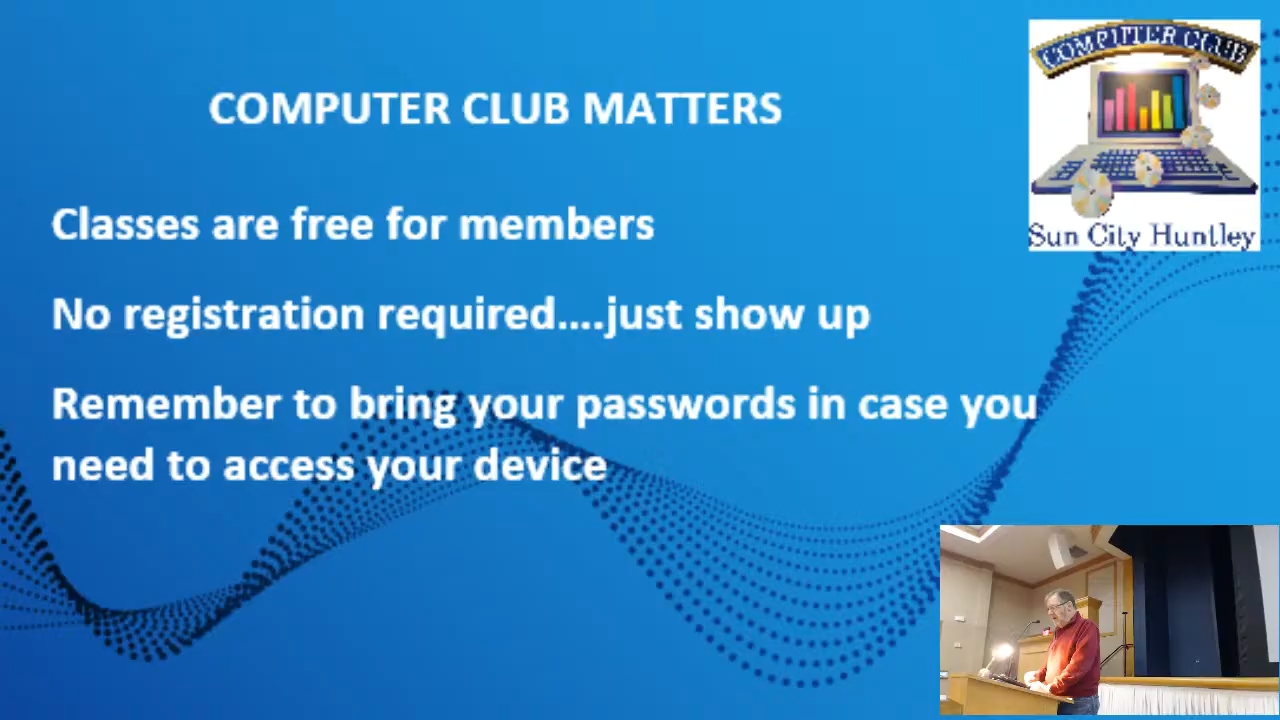 COMPUTER CLUB
COMPUTER CLUB MATTERS
Sun City Huntley
Classes are free for members
No registration required....just show up
Remember to bring your passwords in case you
need to access your device